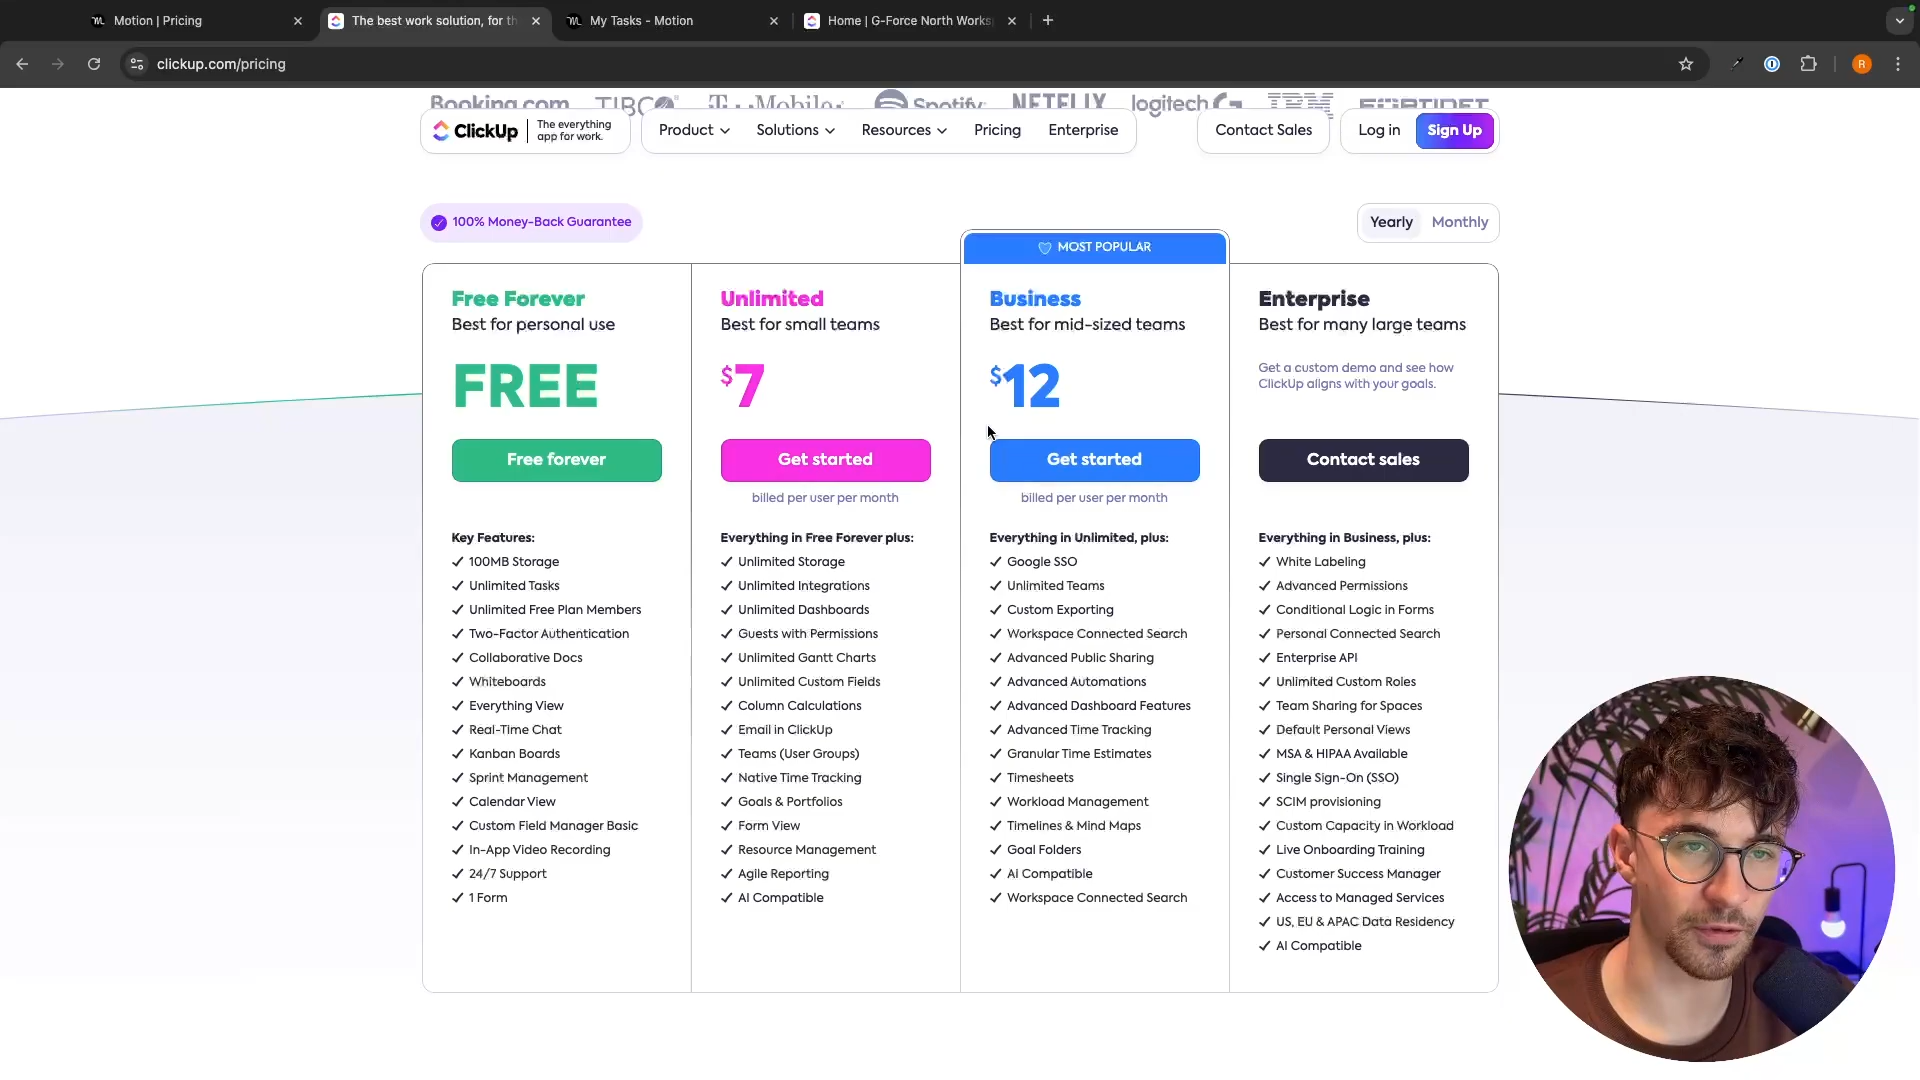 Motion | Pricing
The best work solution, for th
My Tasks - Motion
Home | G-Force North Works
clickup.com/pricing
R
Booking.com TIBCO T-Mobile Spotify NETFLIX logitech G IBM FORTINET
ClickUp
The everything
app for work.
Product
Solutions
Resources
Pricing
Enterprise
Contact Sales
Log in
Sign Up
100% Money-Back Guarantee
Yearly
Monthly
MOST POPULAR
Free Forever
Best for personal use
FREE
Free forever
Key Features:
100MB Storage
Unlimited Tasks
Unlimited Free Plan Members
Two-Factor Authentication
Collaborative Docs
Whiteboards
Everything View
Real-Time Chat
Kanban Boards
Sprint Management
Calendar View
Custom Field Manager Basic
In-App Video Recording
24/7 Support
1 Form
Unlimited
Best for small teams
$7
Get started
billed per user per month
Everything in Free Forever plus:
Unlimited Storage
Unlimited Integrations
Unlimited Dashboards
Guests with Permissions
Unlimited Gantt Charts
Unlimited Custom Fields
Column Calculations
Email in ClickUp
Teams (User Groups)
Native Time Tracking
Goals & Portfolios
Form View
Resource Management
Agile Reporting
AI Compatible
Business
Best for mid-sized teams
$12
Get started
billed per user per month
Everything in Unlimited, plus:
Google SSO
Unlimited Teams
Custom Exporting
Workspace Connected Search
Advanced Public Sharing
Advanced Automations
Advanced Dashboard Features
Advanced Time Tracking
Granular Time Estimates
Timesheets
Workload Management
Timelines & Mind Maps
Goal Folders
Ai Compatible
Workspace Connected Search
Enterprise
Best for many large teams
Get a custom demo and see how
ClickUp aligns with your goals.
Contact sales
Everything in Business, plus:
White Labeling
Advanced Permissions
Conditional Logic in Forms
Personal Connected Search
Enterprise API
Unlimited Custom Roles
Team Sharing for Spaces
Default Personal Views
MSA & HIPAA Available
Single Sign-On (SSO)
SCIM provisioning
Custom Capacity in Workload
Live Onboarding Training
Customer Success Manager
Access to Managed Services
US, EU & APAC Data Residency
AI Compatible